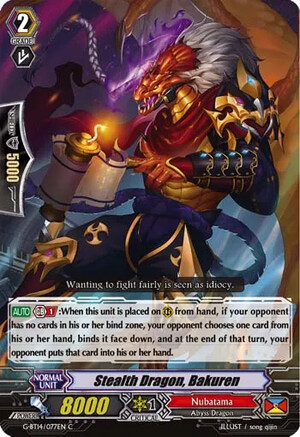 2
GRADE
SHIELD
5000
Wanting to fight fairly is seen as idiocy.
AUTO GB 1 :When this unit is placed on from hand, if your opponent
has no cards in his or her bind zone, your opponent chooses one card from
his or her hand, binds it face down, and at the end of that turn, your
opponent puts that card into his or her hand.
NORMAL
UNIT
Stealth Dragon, Bakuren
POWER
8000
1
CRITICAL
Nubatama
Abyss Dragon
G-BT14/077EN C
ILLUST / song qijin